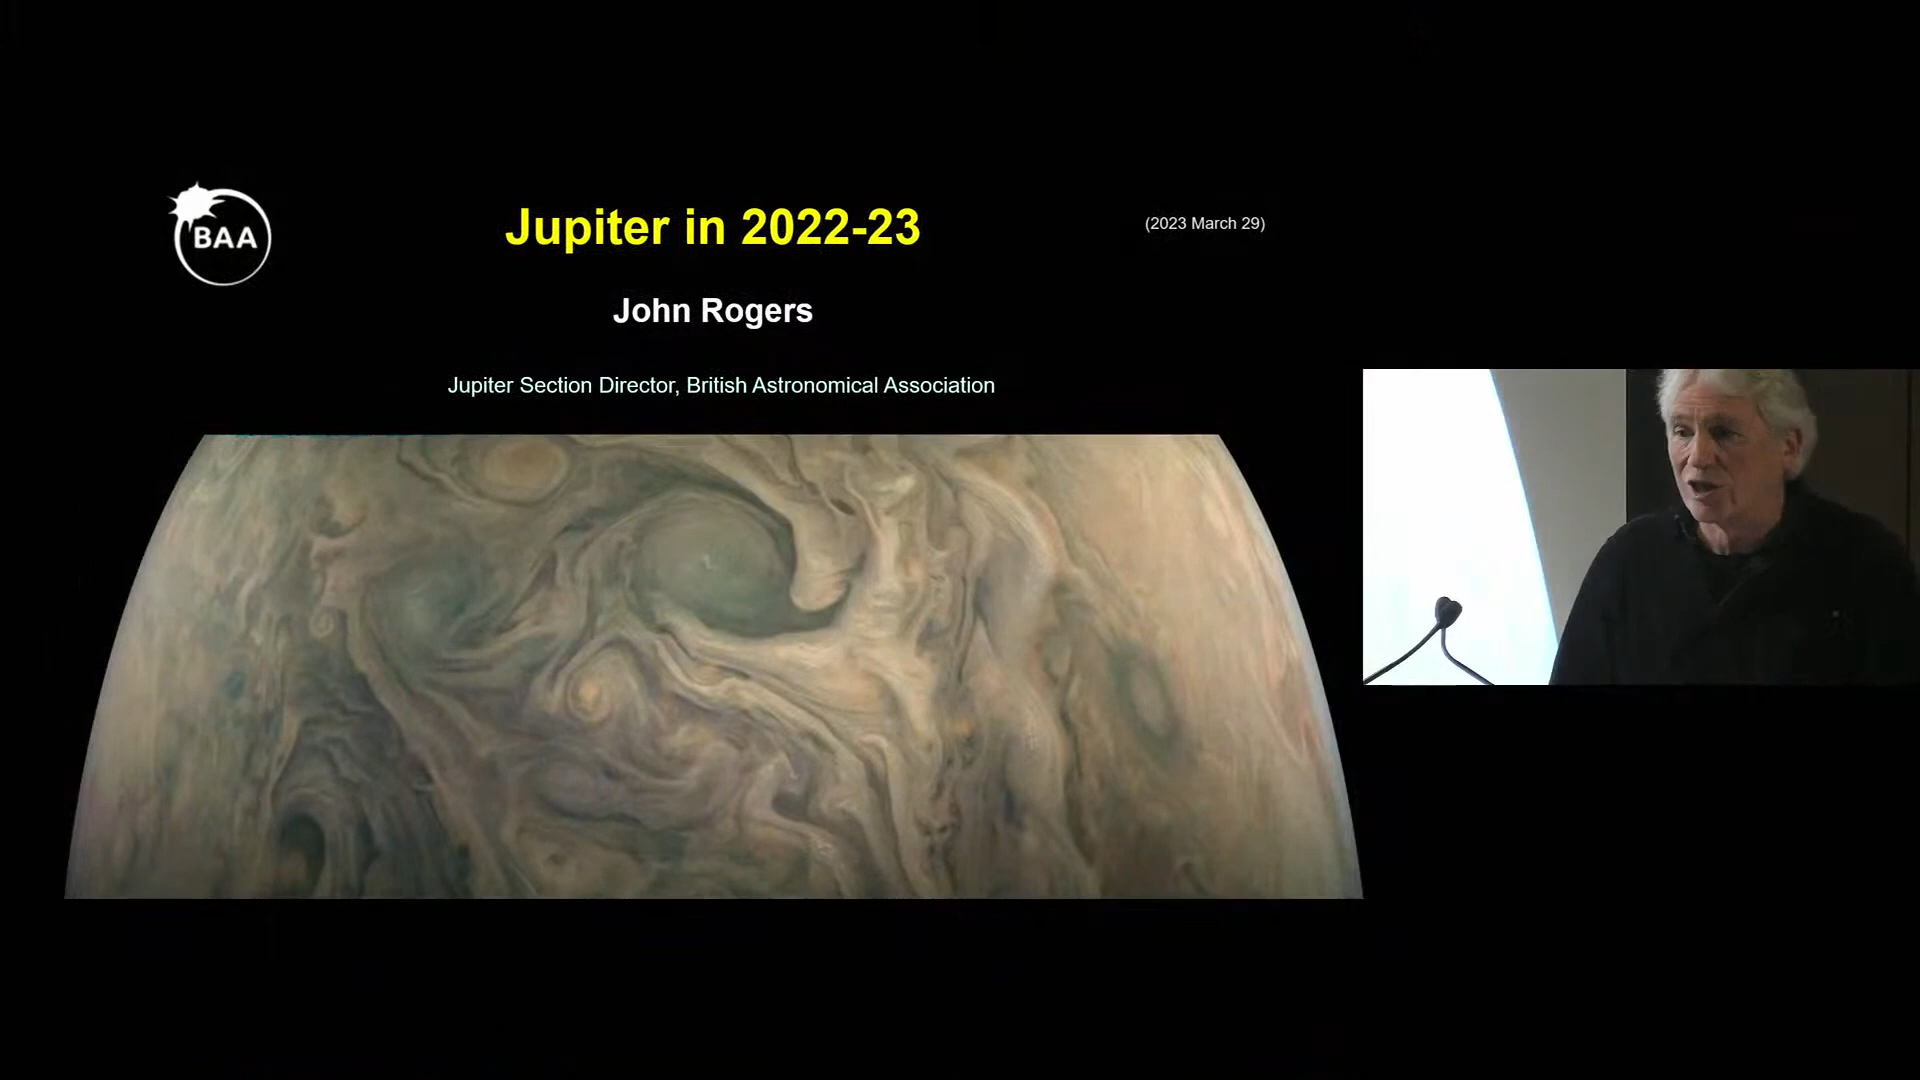 BAA
Jupiter in 2022-23
(2023 March 29)
John Rogers
Jupiter Section Director, British Astronomical Association